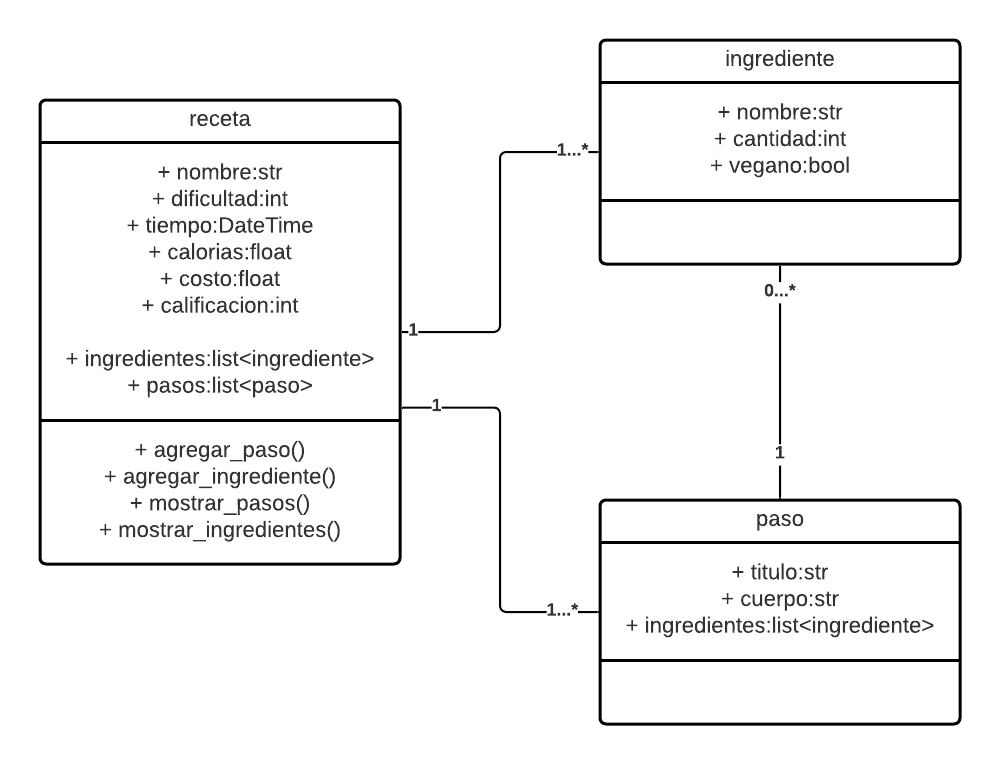 receta
+ nombre:str
+ dificultad:int
+ tiempo:DateTime
+ calorias:float
+ costo:float
+ calificacion:int
+ ingredientes:list<ingrediente>
+ pasos:list<paso>
+ agregar_paso()
+ agregar_ingrediente()
+ mostrar_pasos()
+ mostrar_ingredientes()
1
1...*
1
1...*
ingrediente
+ nombre:str
+ cantidad:int
+ vegano:bool
0...*
1
paso
+ titulo:str
+ cuerpo:str
+ ingredientes:list<ingrediente>